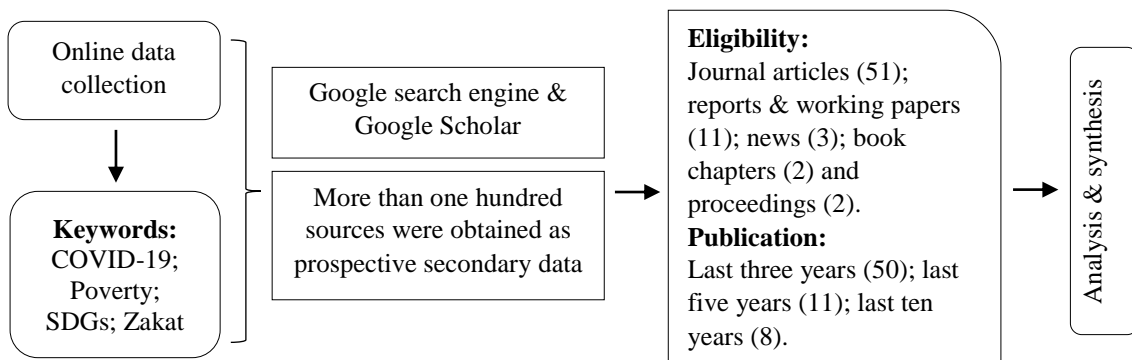 Online data
collection
Keywords:
COVID-19;
Poverty;
SDGs; Zakat
Google search engine &
Google Scholar
More than one hundred
sources were obtained as
prospective secondary data
Eligibility:
Journal articles (51);
reports & working papers
(11); news (3); book
chapters (2) and
proceedings (2).
Publication:
Last three years (50); last
five years (11); last ten
years (8).
Analysis & synthesis